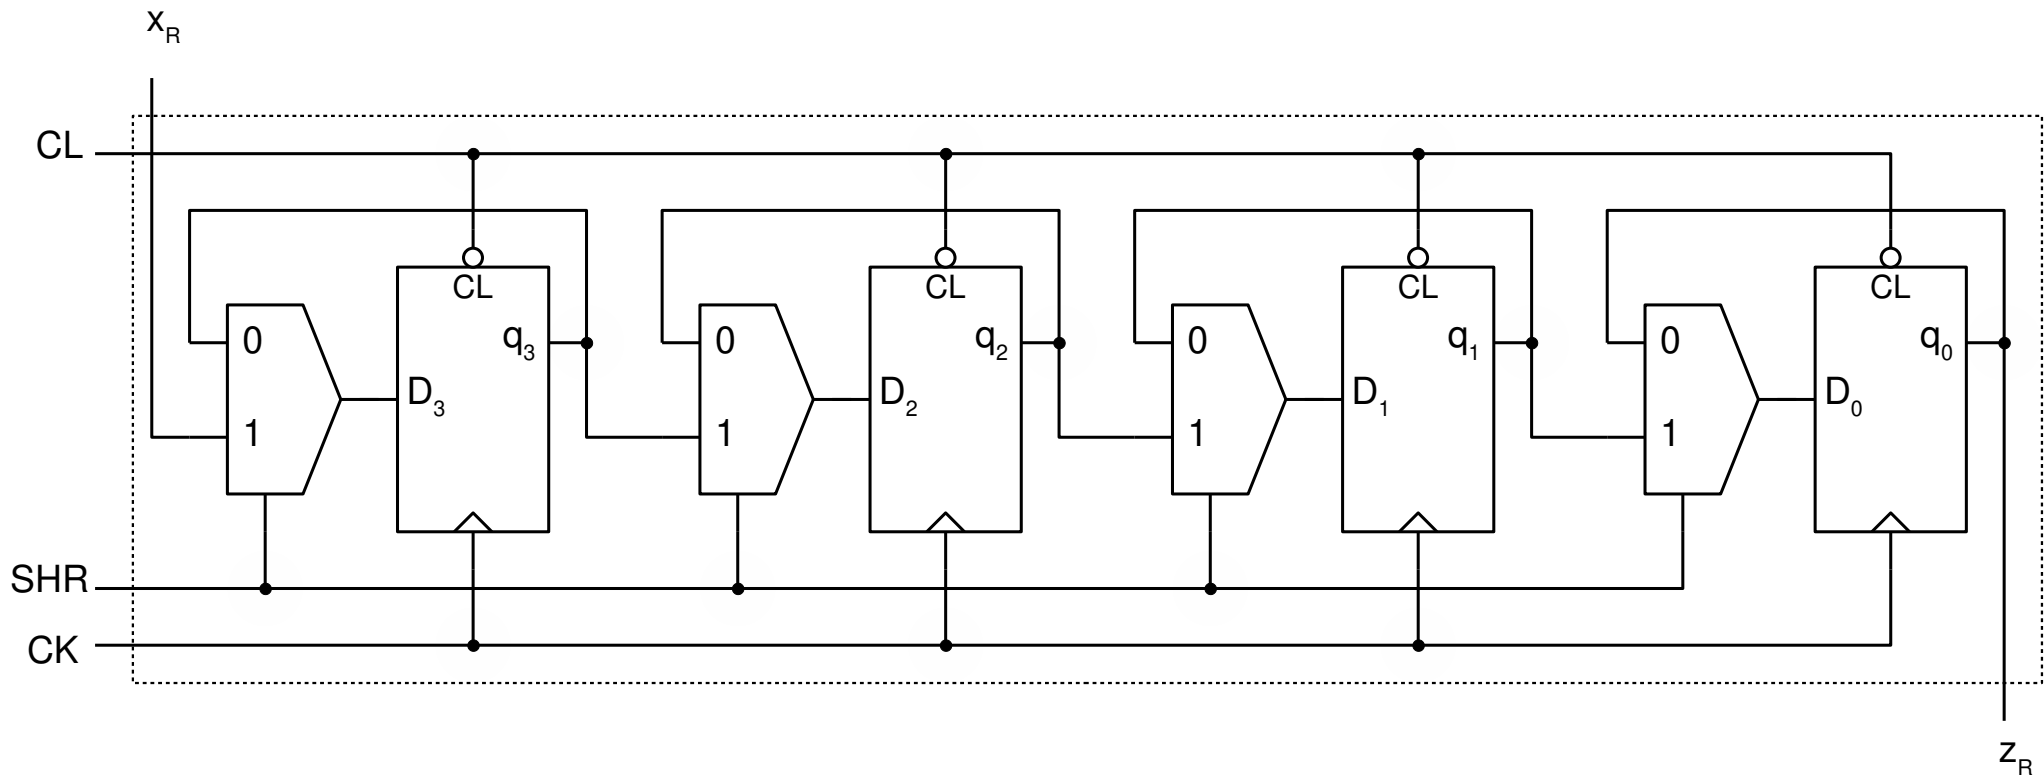 x_R
CL
CL CL CL CL
0 q_3 0 q_2 0 q_1 0 q_0
D_3 D_2 D_1 D_0
1 1 1 1
SHR
CK
z_R